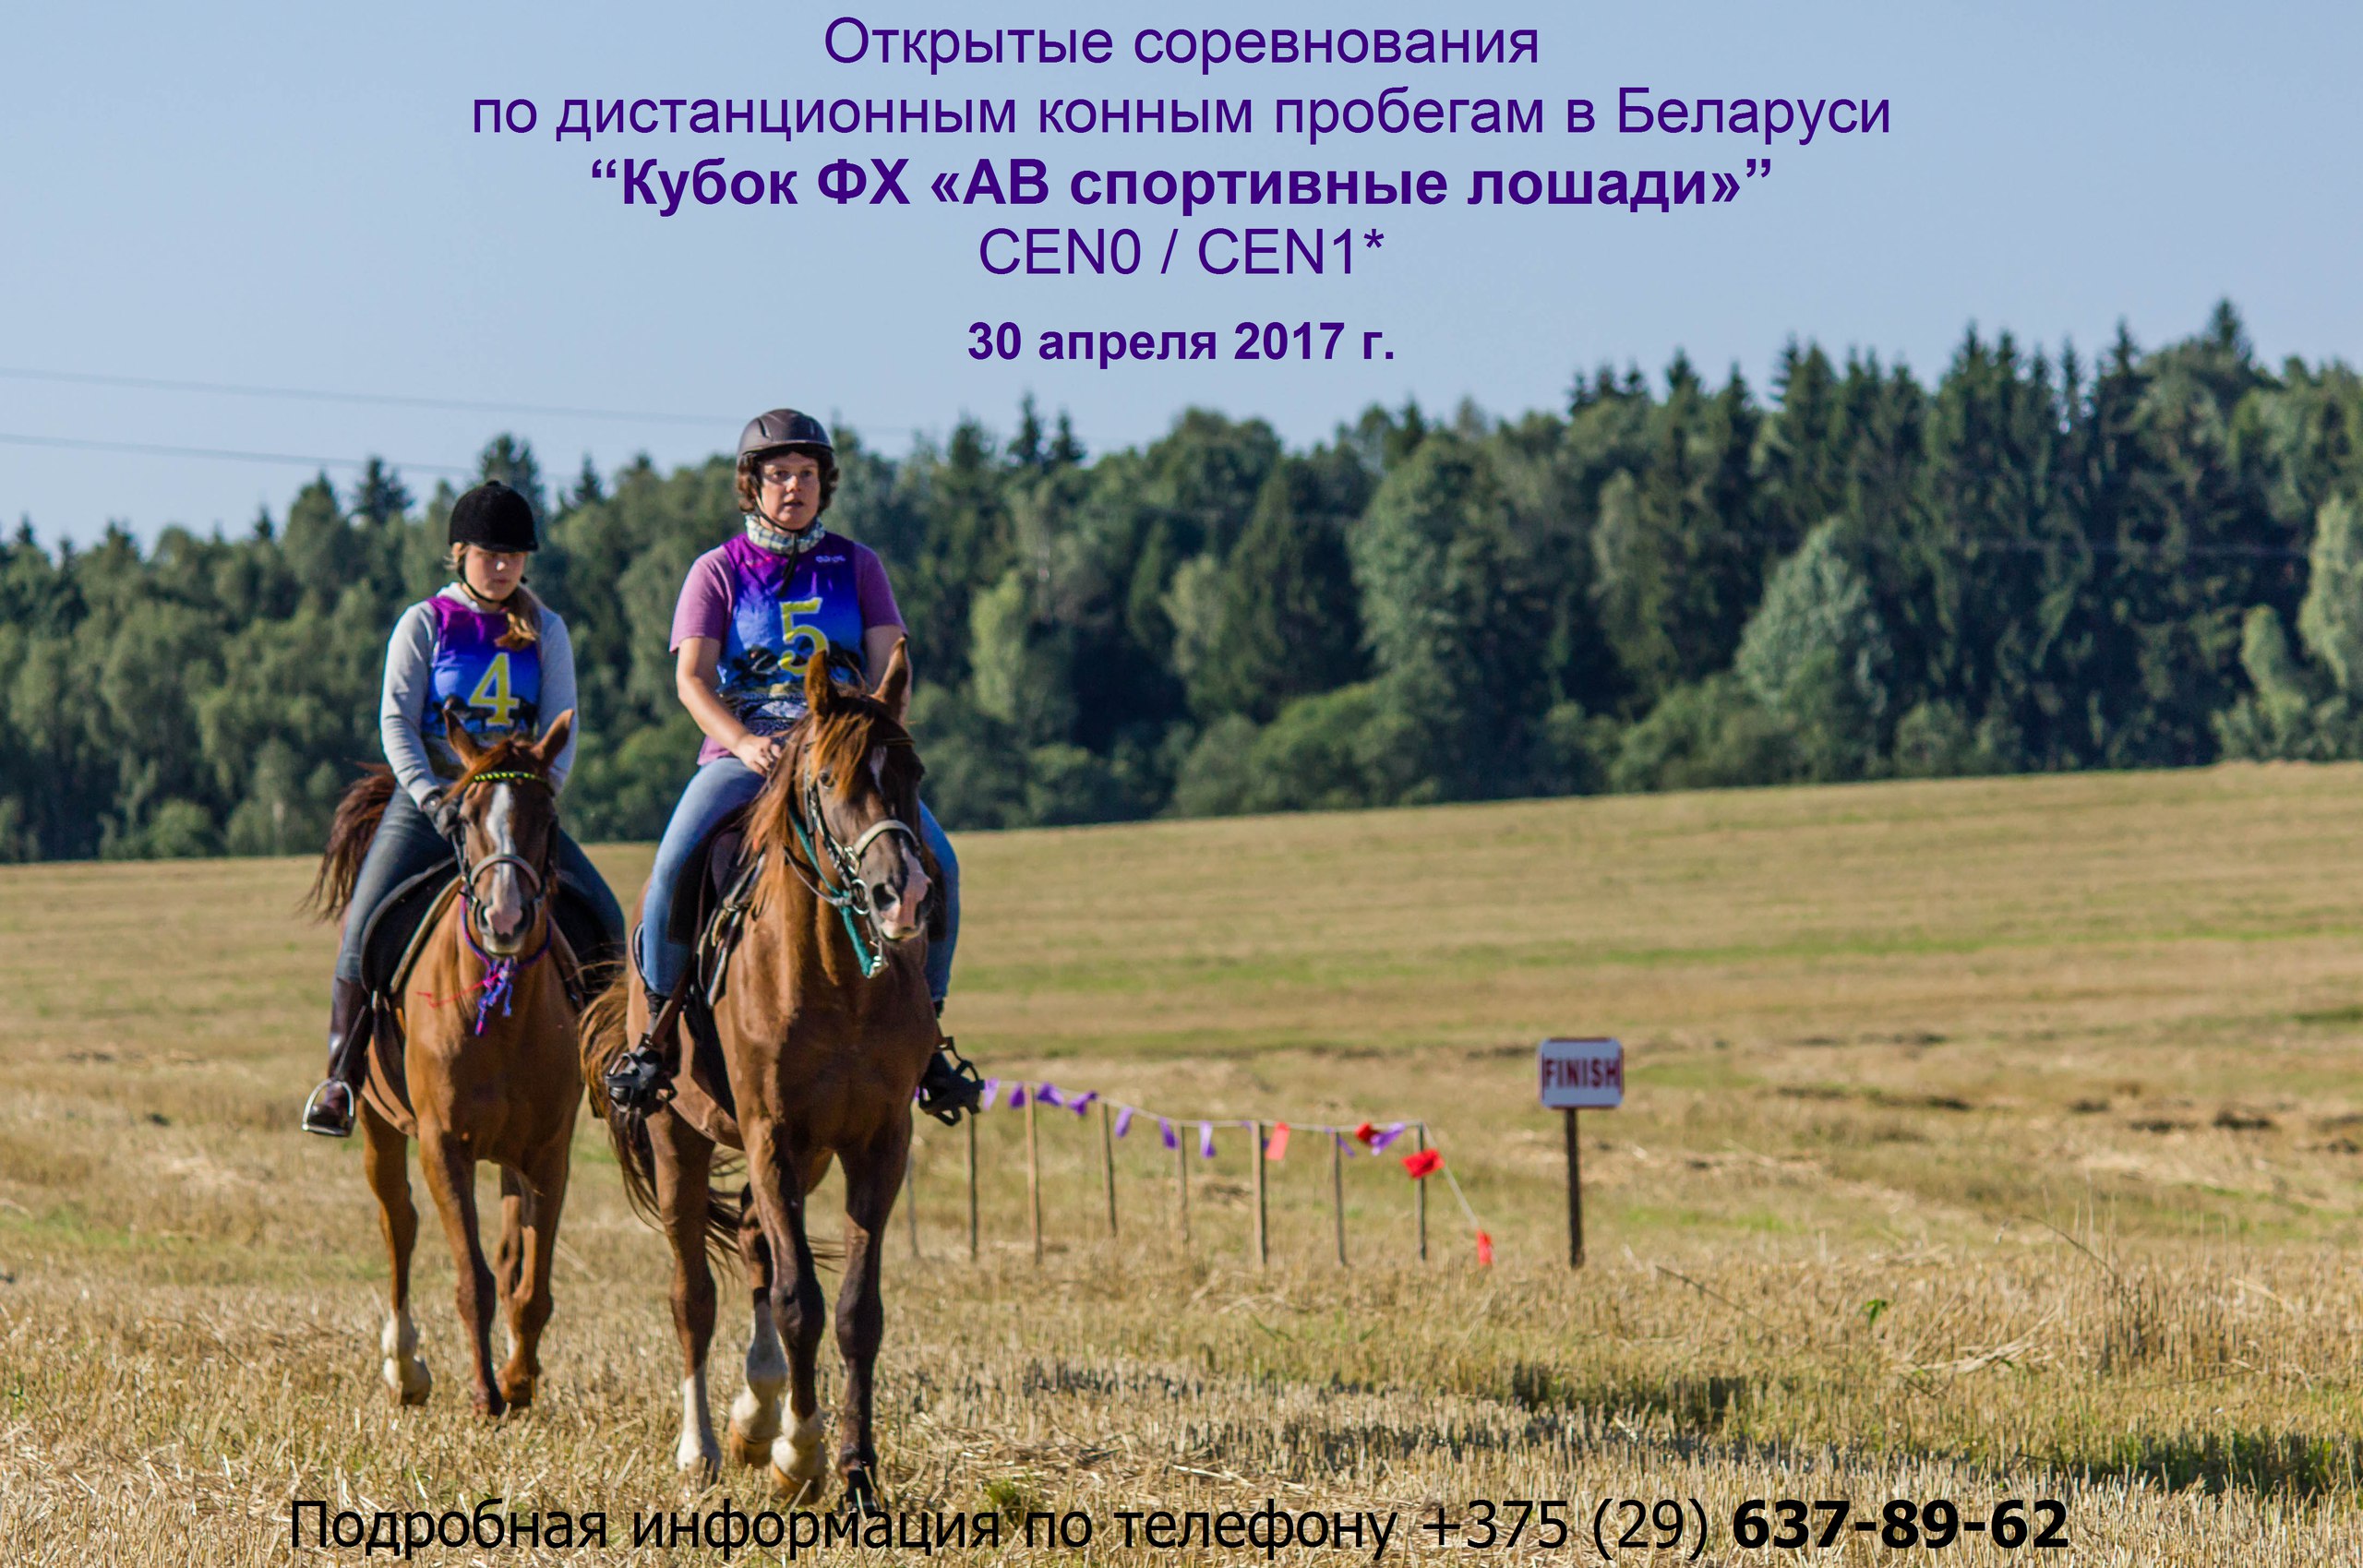 Открытые соревнования
по дистанционным конным пробегам в Беларуси
“Кубок ФХ «АВ спортивные лошади»”
CEN0 / CEN1*
30 апреля 2017 г.
5
4
FINISH
Подробная информация по телефону +375 (29) 637-89-62